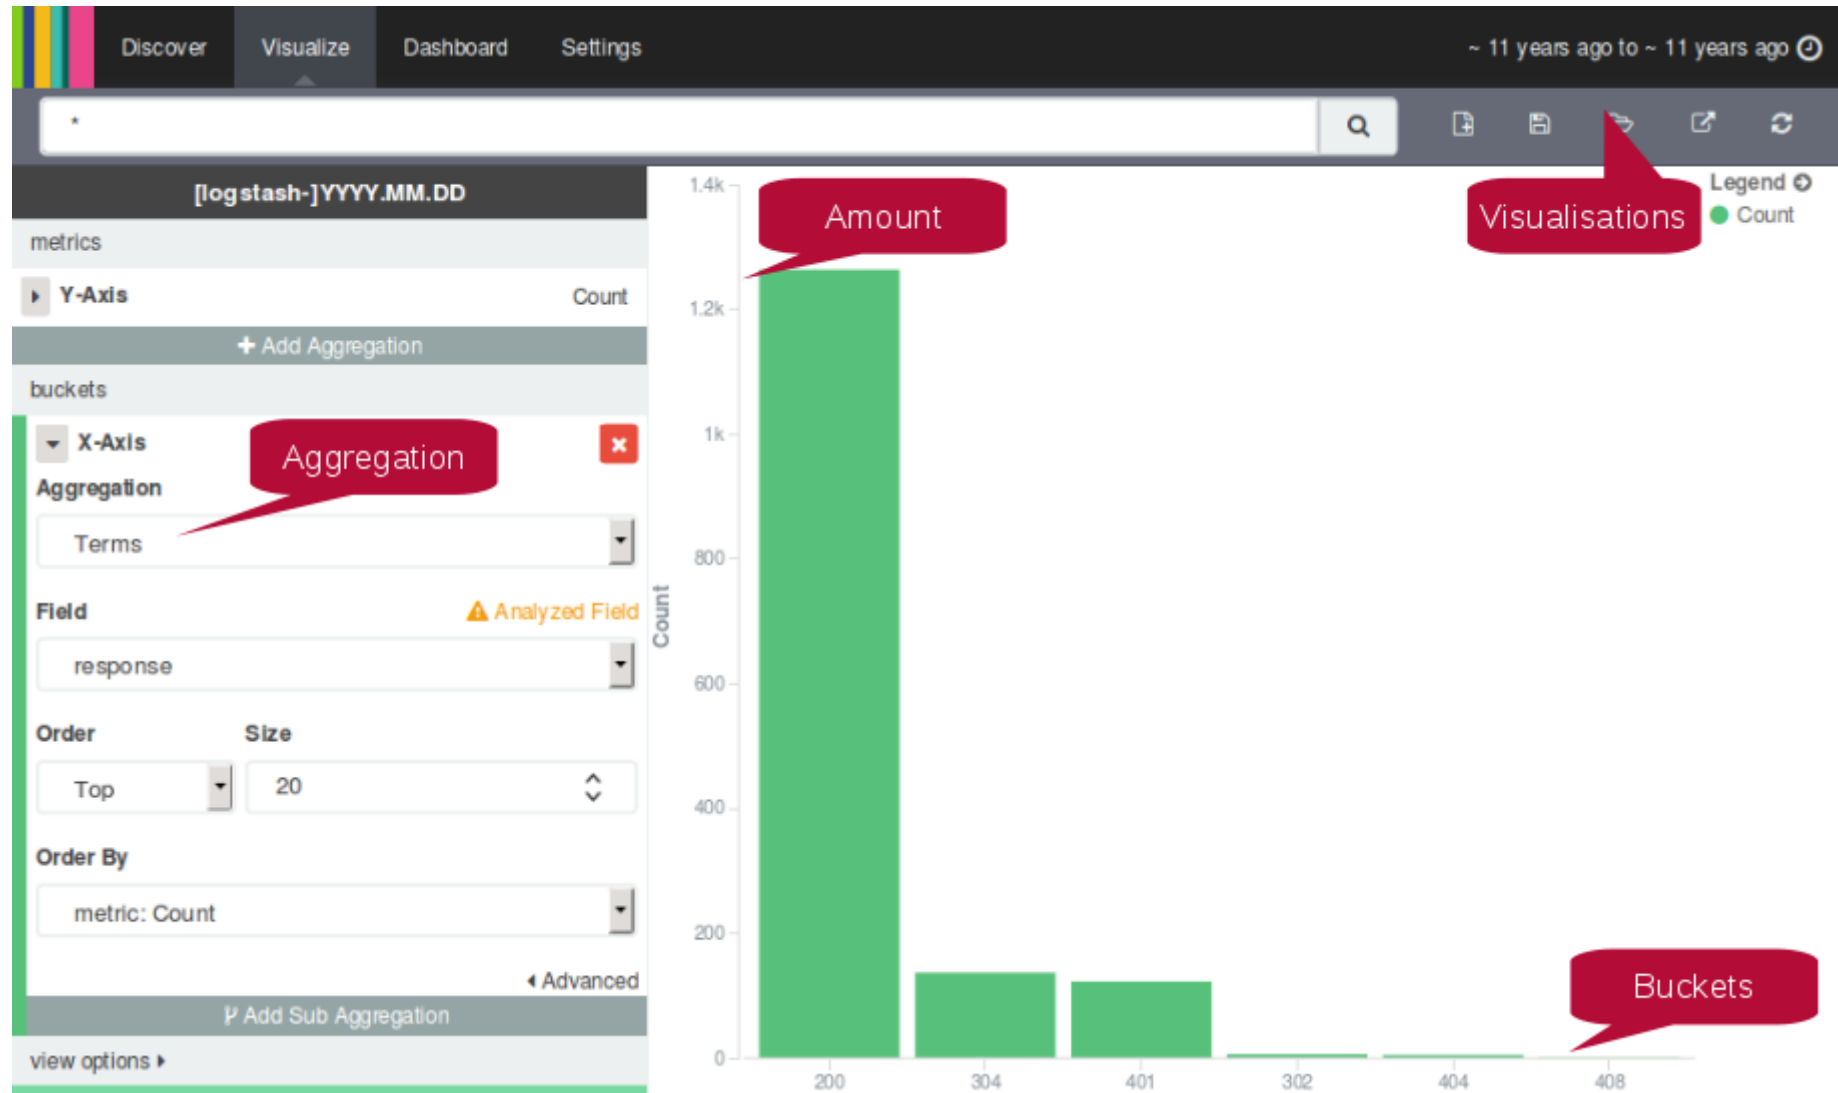 Discover Visualize Dashboard Settings ~ 11 years ago to ~ 11 years ago
*
[logstash-]YYYY.MM.DD
metrics
Y-Axis Count
Add Aggregation
buckets
X-Axis
Aggregation
Aggregation
Terms
Field Analyzed Field
response
Order Size
Top 20
Order By
metric: Count
Advanced
Add Sub Aggregation
view options
Amount
Visualisations
Legend
Count
Count
1.4k
1.2k
1k
800
600
400
200
0
Buckets
200 304 401 302 404 408